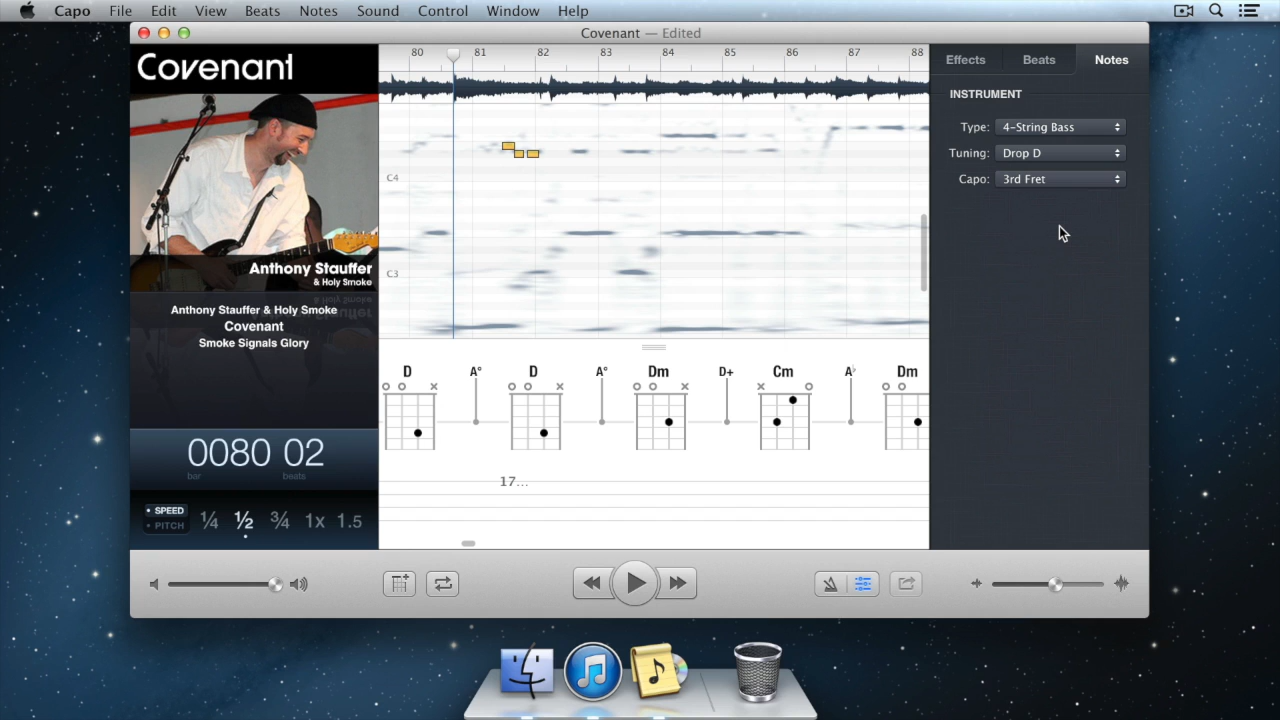 Capo File Edit View Beats Notes Sound Control Window Help
Covenant — Edited
Covenant
80 81 82 83 84 85 86 87 88
Effects Beats Notes
INSTRUMENT
Type: 4-String Bass
Tuning: Drop D
Capo: 3rd Fret
C4
C3
Anthony Stauffer
& Holy Smoke
Anthony Stauffer & Holy Smoke
Covenant
Smoke Signals Glory
D A° D A° Dm D+ Cm A♭ Dm
0080 02
bar beats
17...
SPEED
PITCH
¼ ½ ¾ 1x 1.5